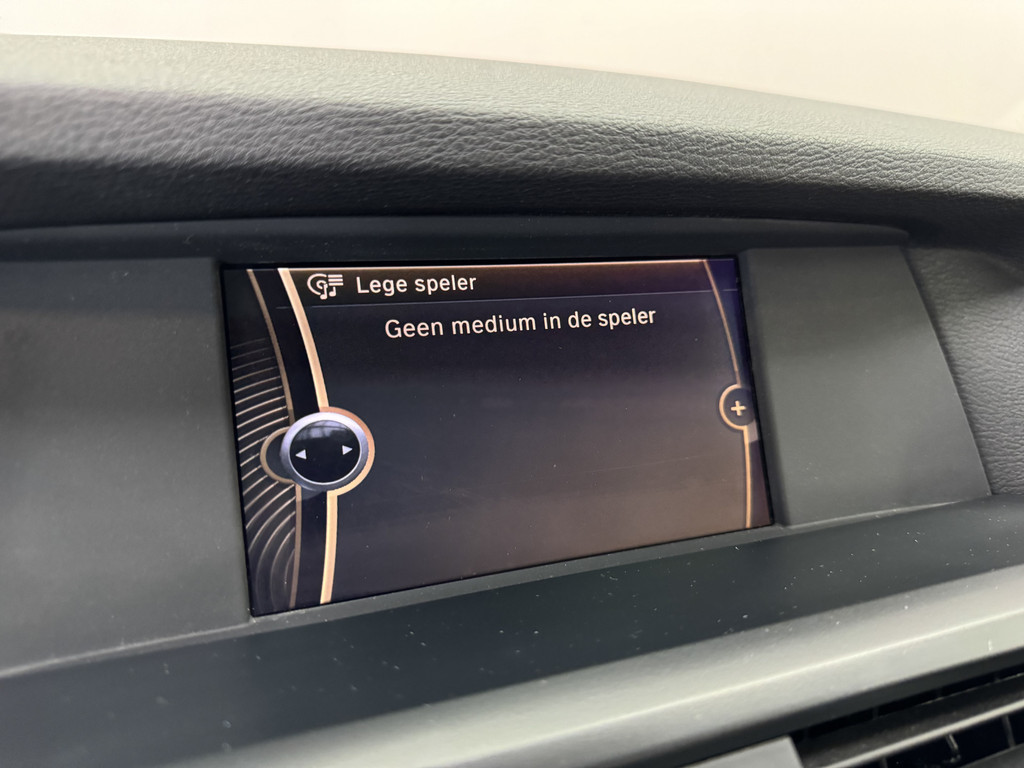 Lege speler
Geen medium in de speler
+